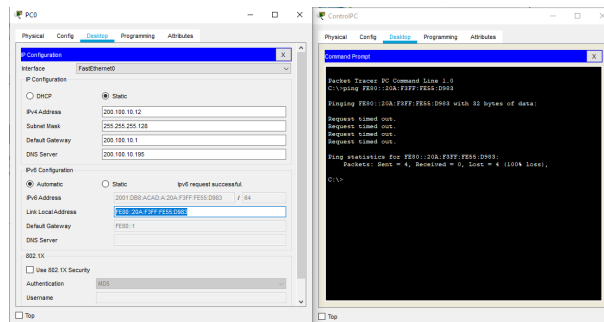 PC0
Physical Config Desktop Programming Attributes
IP Configuration X
Interface FastEthernet0
IP Configuration
DHCP Static
IPv4 Address 200.100.10.12
Subnet Mask 255.255.255.128
Default Gateway 200.100.10.1
DNS Server 200.100.10.195
IPv6 Configuration
Automatic Static Ipv6 request successful.
IPv6 Address 2001:DB8:ACAD:A:20A:F3FF:FE55:D983 / 64
Link Local Address FE80::20A:F3FF:FE55:D983
Default Gateway FE80::1
DNS Server
802.1X
Use 802.1X Security
Authentication MD5
Username
Top
ControlPC
Physical Config Desktop Programming Attributes
Command Prompt X
Packet Tracer PC Command Line 1.0
C:\>ping FE80::20A:F3FF:FE55:D983
Pinging FE80::20A:F3FF:FE55:D983 with 32 bytes of data:
Request timed out.
Request timed out.
Request timed out.
Request timed out.
Ping statistics for FE80::20A:F3FF:FE55:D983:
Packets: Sent = 4, Received = 0, Lost = 4 (100% loss),
C:\>
Top